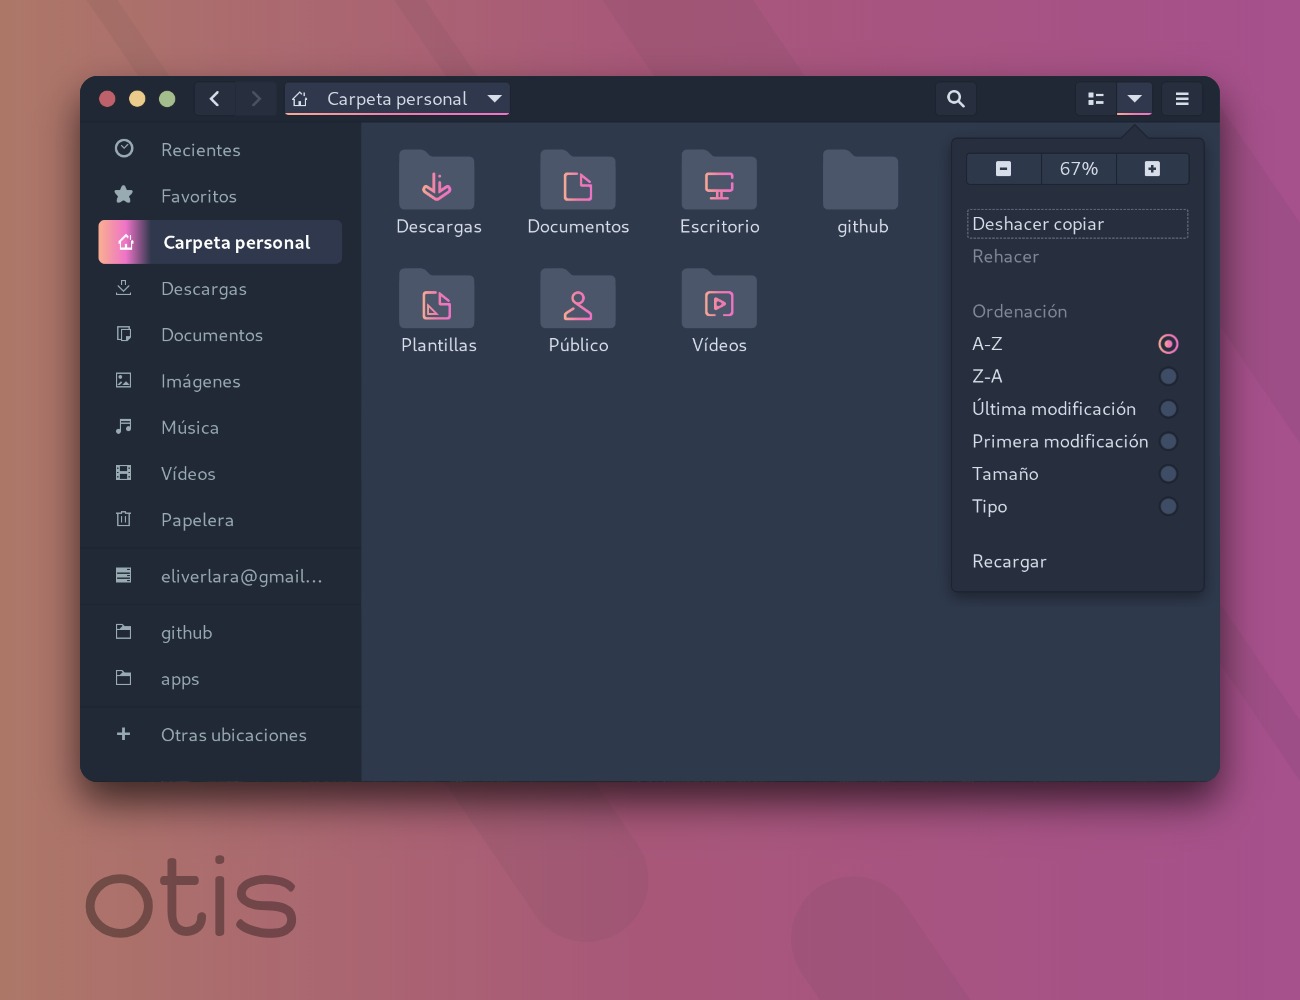 Carpeta personal
Recientes
Favoritos
Carpeta personal
Descargas
Documentos
Imágenes
Música
Vídeos
Papelera
eliverlara@gmail...
github
apps
Otras ubicaciones
Descargas
Documentos
Escritorio
github
Plantillas
Público
Vídeos
67%
Deshacer copiar
Rehacer
Ordenación
A-Z
Z-A
Última modificación
Primera modificación
Tamaño
Tipo
Recargar
otis